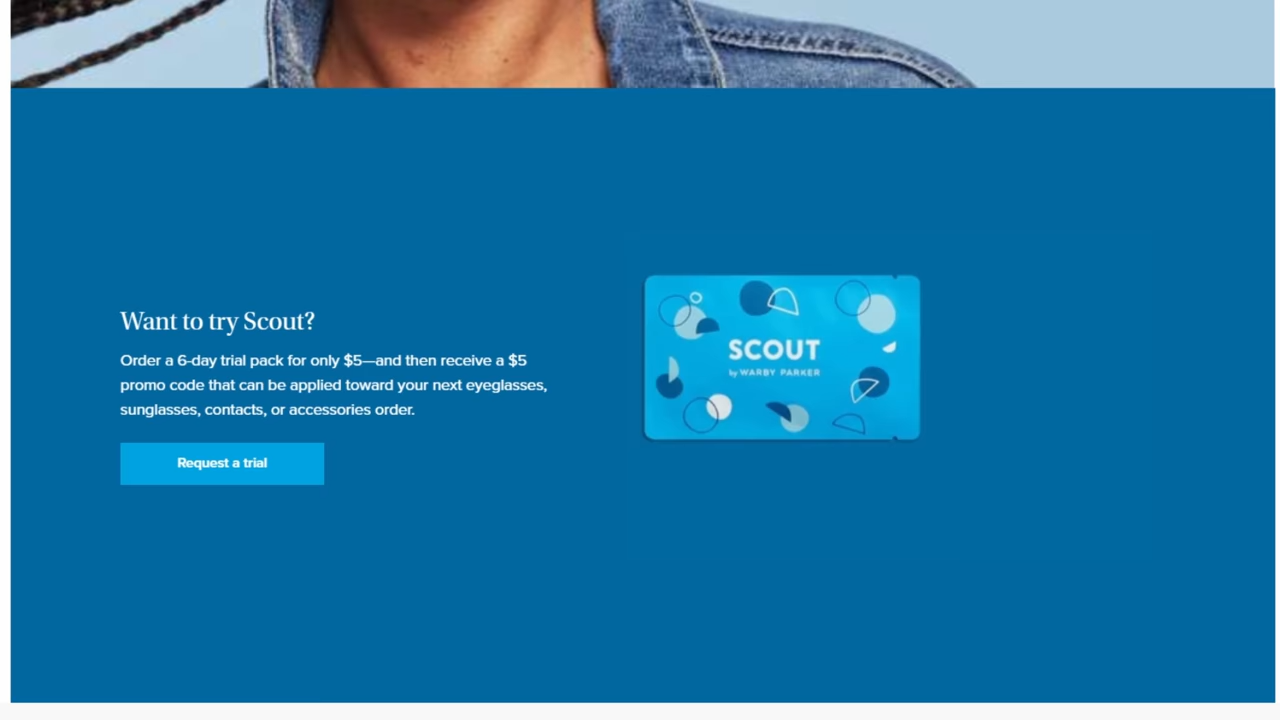 Want to try Scout?
Order a 6-day trial pack for only $5—and then receive a $5
promo code that can be applied toward your next eyeglasses,
sunglasses, contacts, or accessories order.
Request a trial
SCOUT
by WARBY PARKER